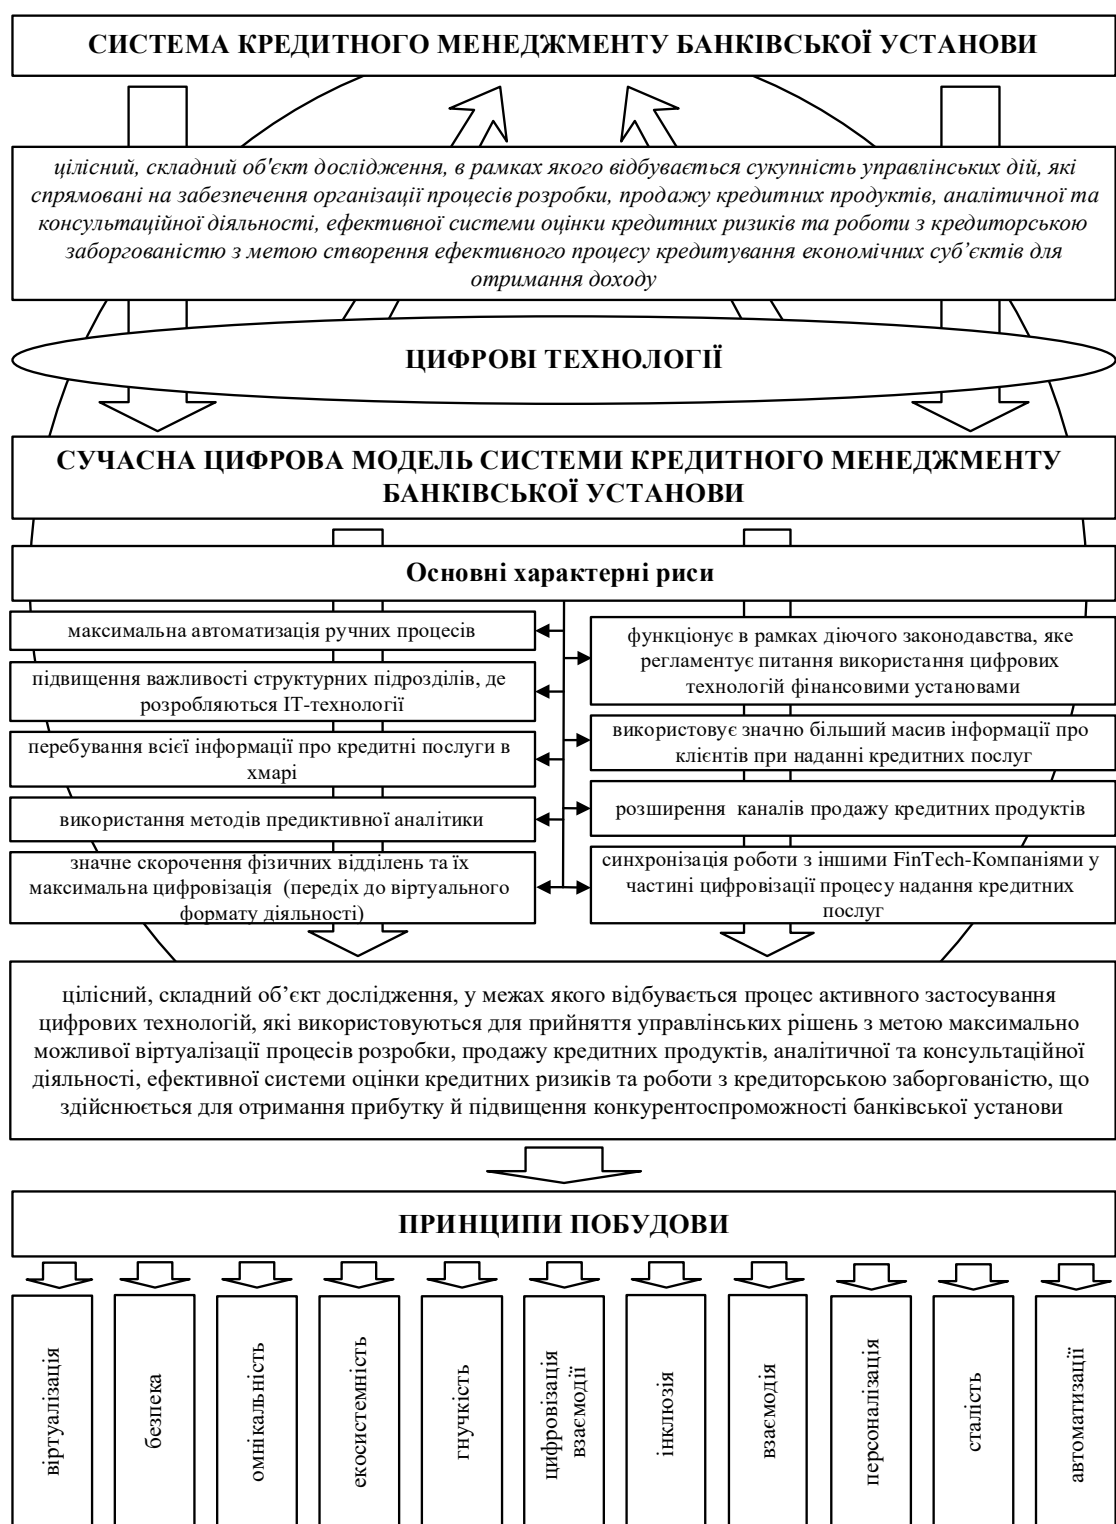 СИСТЕМА КРЕДИТНОГО МЕНЕДЖМЕНТУ БАНКІВСЬКОЇ УСТАНОВИ
цілісний, складний об'єкт дослідження, в рамках якого відбувається сукупність управлінських дій, які
спрямовані на забезпечення організації процесів розробки, продажу кредитних продуктів, аналітичної та
консультаційної діяльності, ефективної системи оцінки кредитних ризиків та роботи з кредиторською
заборгованістю з метою створення ефективного процесу кредитування економічних суб’єктів для
отримання доходу
ЦИФРОВІ ТЕХНОЛОГІЇ
СУЧАСНА ЦИФРОВА МОДЕЛЬ СИСТЕМИ КРЕДИТНОГО МЕНЕДЖМЕНТУ
БАНКІВСЬКОЇ УСТАНОВИ
Основні характерні риси
максимальна автоматизація ручних процесів
підвищення важливості структурних підрозділів, де
розробляються ІТ-технології
перебування всієї інформації про кредитні послуги в
хмарі
використання методів предиктивної аналітики
значне скорочення фізичних відділень та їх
максимальна цифровізація (передіх до віртуального
формату діяльності)
функціонує в рамках діючого законодавства, яке
регламентує питання використання цифрових
технологій фінансовими установами
використовує значно більший масив інформації про
клієнтів при наданні кредитних послуг
розширення каналів продажу кредитних продуктів
синхронізація роботи з іншими FinTech-Компаніями у
частині цифровізації процесу надання кредитних
послуг
цілісний, складний об’єкт дослідження, у межах якого відбувається процес активного застосування
цифрових технологій, які використовуються для прийняття управлінських рішень з метою максимально
можливої віртуалізації процесів розробки, продажу кредитних продуктів, аналітичної та консультаційної
діяльності, ефективної системи оцінки кредитних ризиків та роботи з кредиторською заборгованістю, що
здійснюється для отримання прибутку й підвищення конкурентоспроможності банківської установи
ПРИНЦИПИ ПОБУДОВИ
віртуалізація
безпека
омнікальність
екосистемність
гнучкість
цифровізація
взаємодії
інклюзія
взаємодія
персоналізація
сталість
автоматизації